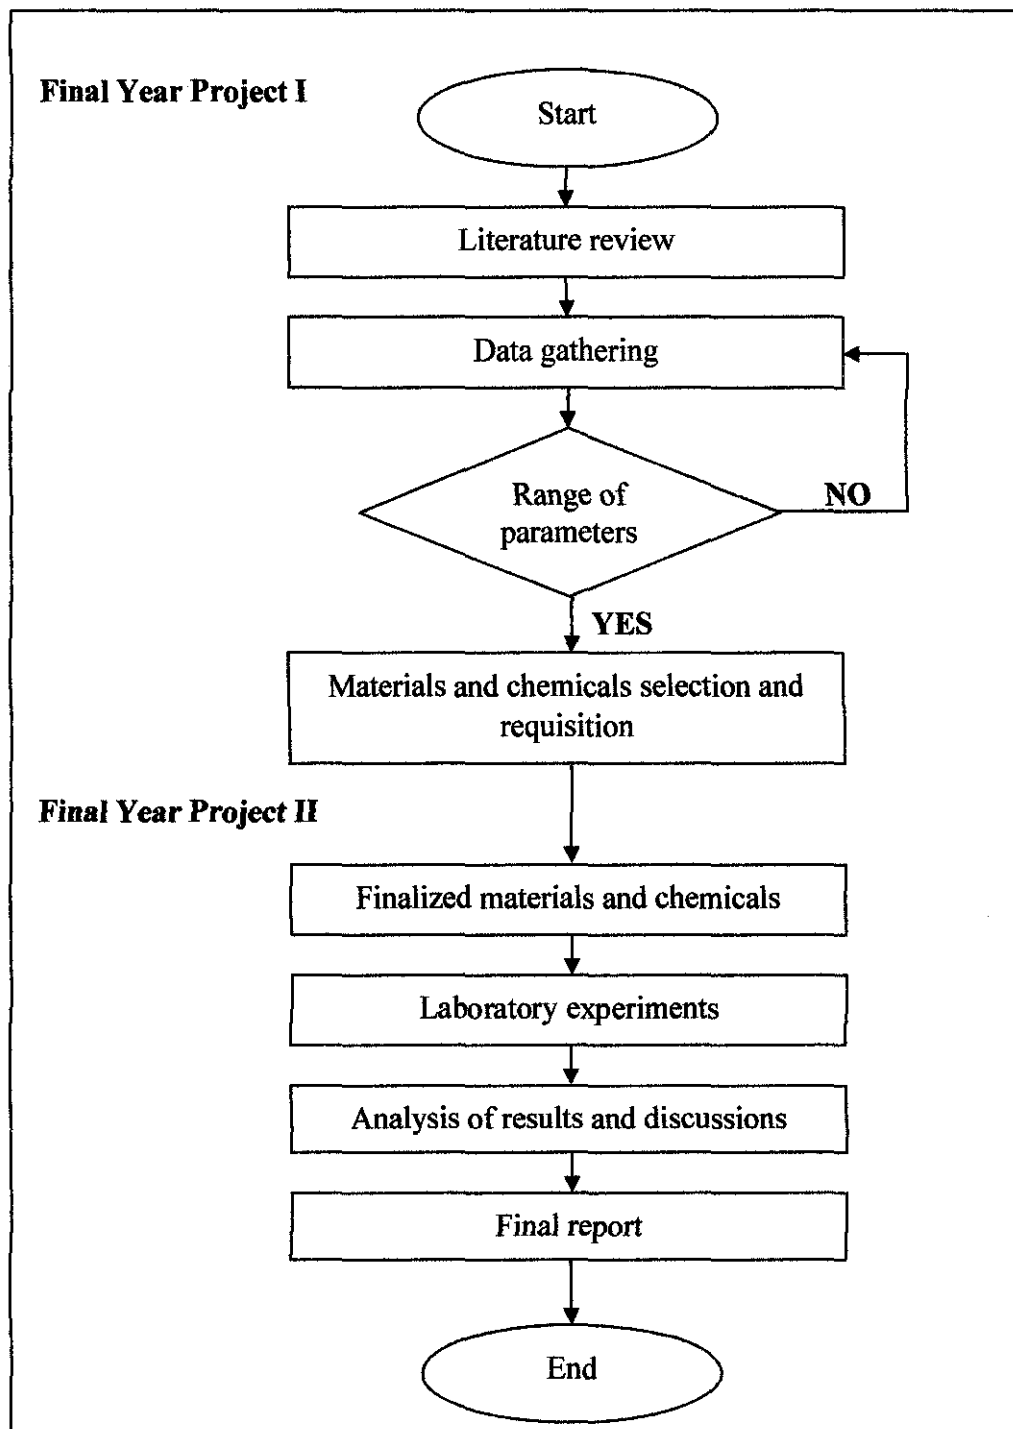 Final Year Project I
Start
Literature review
Data gathering
Range of
parameters
NO
YES
Materials and chemicals selection and
requisition
Final Year Project II
Finalized materials and chemicals
Laboratory experiments
Analysis of results and discussions
Final report
End